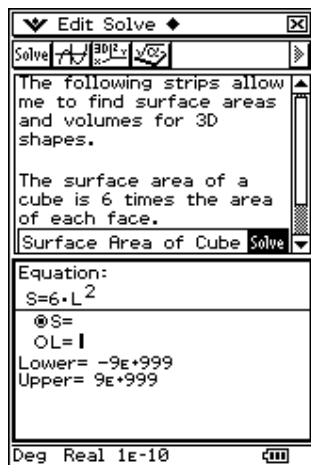 Edit Solve
Solve
The following strips allow
me to find surface areas
and volumes for 3D
shapes.
The surface area of a
cube is 6 times the area
of each face.
Surface Area of Cube Solve
Equation:
S=6·L²
S=
L=
Lower= -9E+999
Upper= 9E+999
Deg Real 1E-10